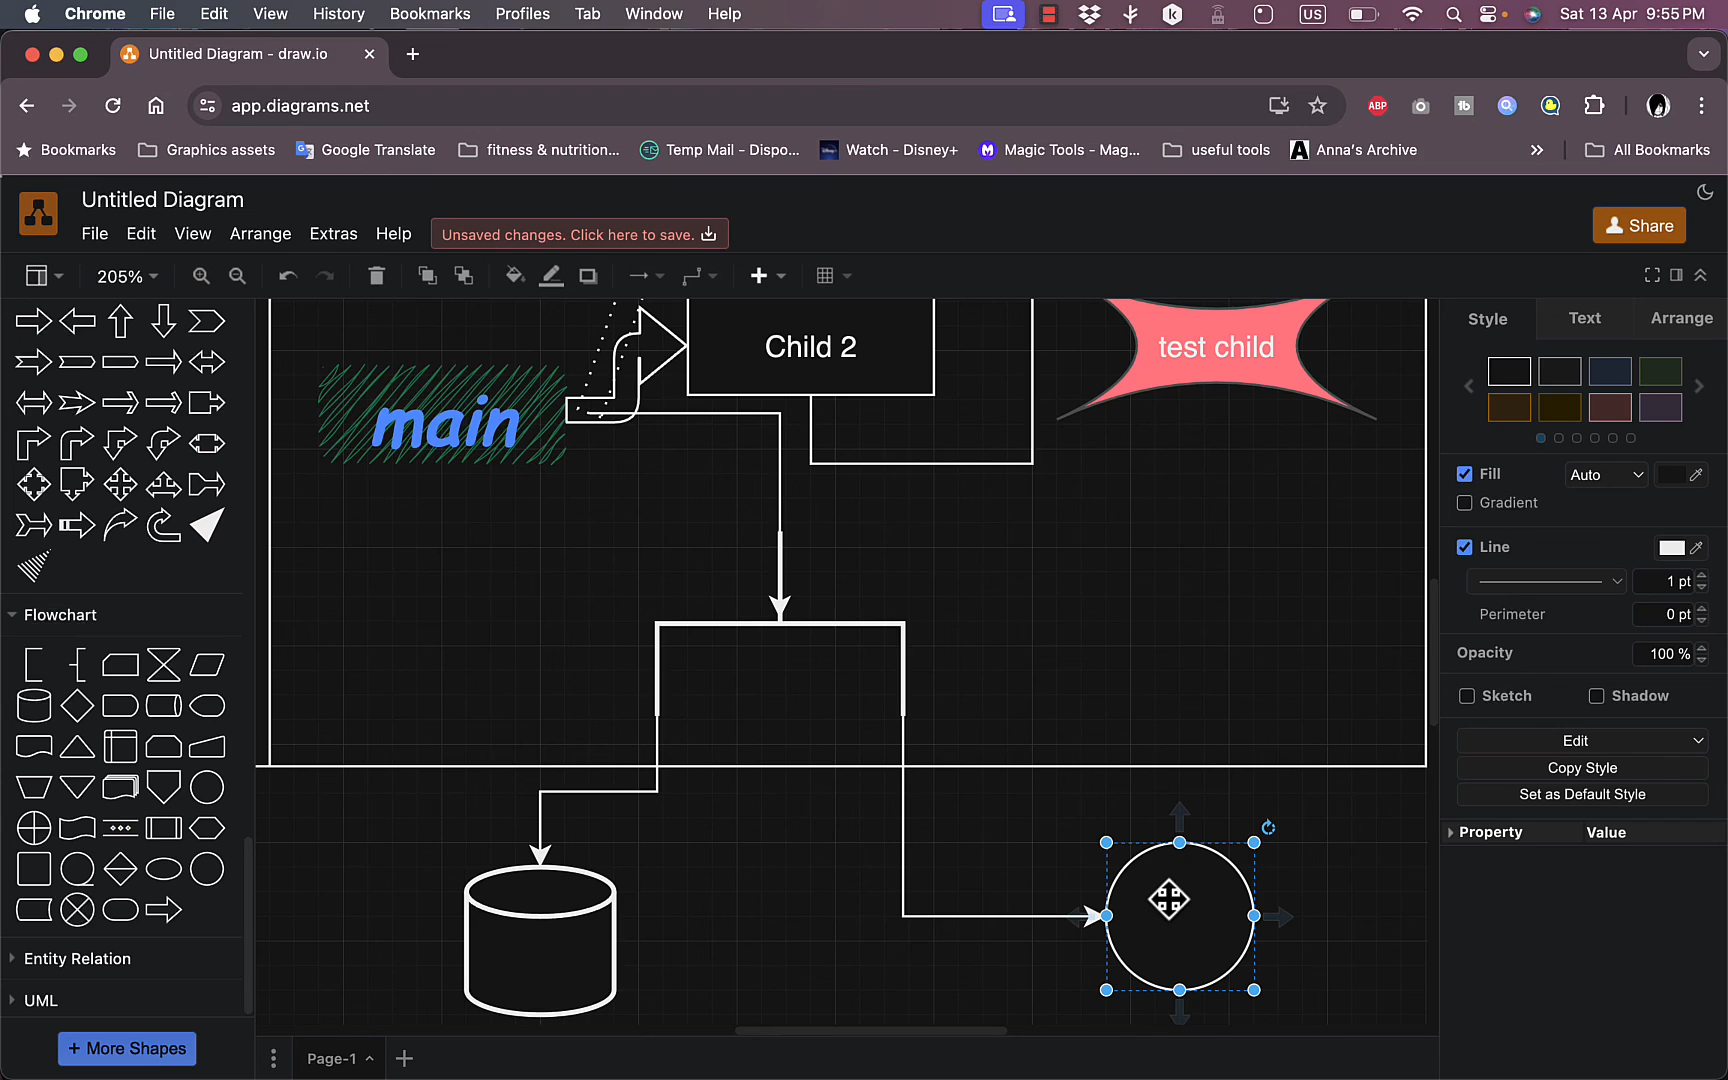 Chrome File Edit View History Bookmarks Profiles Tab Window Help US Sat 13 Apr 9:55 PM
Untitled Diagram - draw.io
app.diagrams.net ABP tb
Bookmarks Graphics assets Google Translate fitness & nutrition... Temp Mail - Dispo... Watch - Disney+ Magic Tools - Mag... useful tools Anna's Archive All Bookmarks
Untitled Diagram
File Edit View Arrange Extras Help Unsaved changes. Click here to save. Share
205%
Style Text Arrange
Child 2
test child
main
Fill Auto
Gradient
Line
1 pt
Perimeter 0 pt
Opacity 100 %
Sketch Shadow
Edit
Copy Style
Set as Default Style
Property Value
Flowchart
Entity Relation
UML
+ More Shapes
Page-1